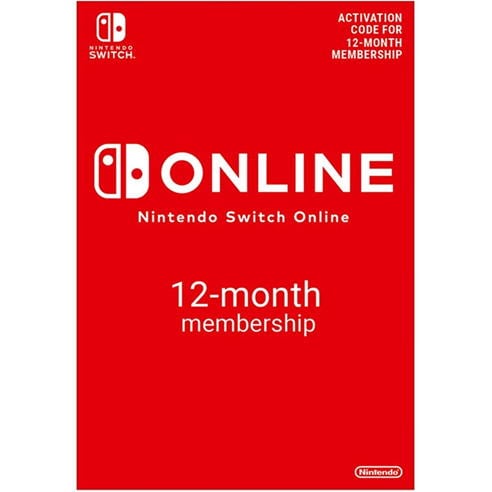 NINTENDO
SWITCH.
ACTIVATION
CODE FOR
12-MONTH
MEMBERSHIP
ONLINE
Nintendo Switch Online
12-month
membership
Nintendo